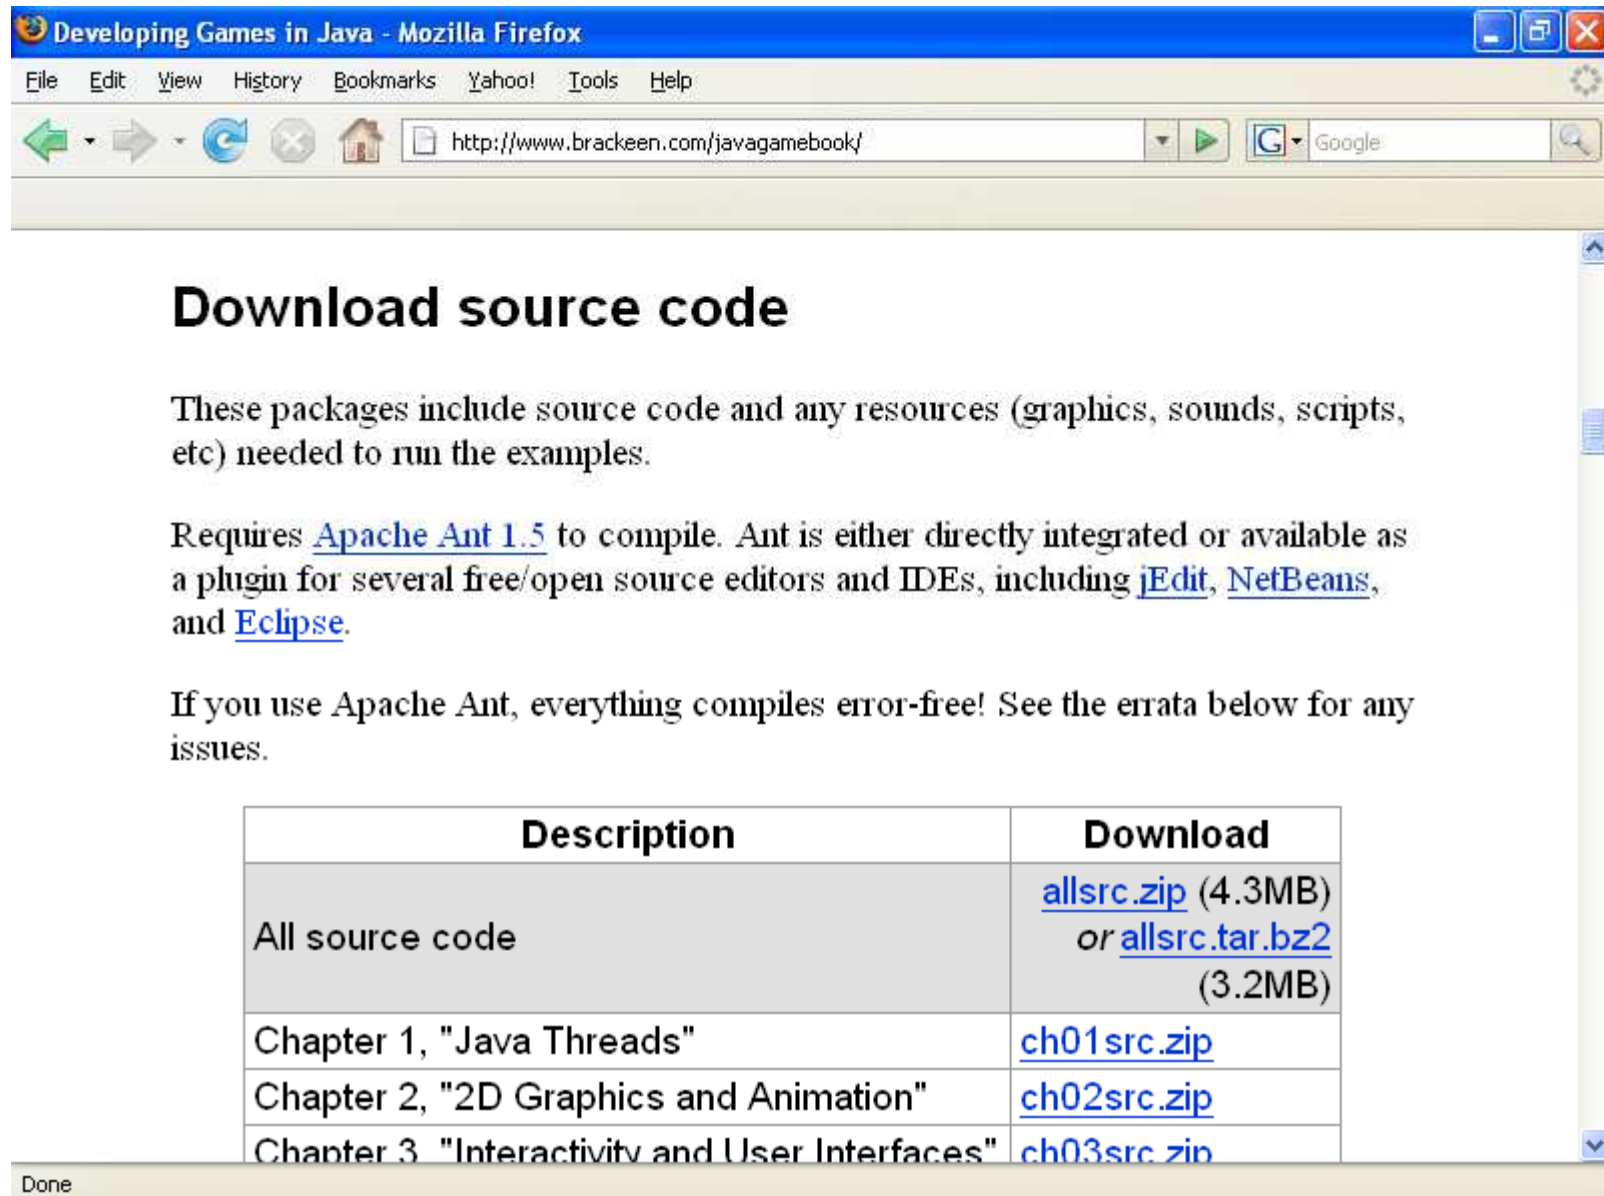 Developing Games in Java - Mozilla Firefox
File Edit View History Bookmarks Yahoo! Tools Help
http://www.brackeen.com/javagamebook/ G Google
Download source code
These packages include source code and any resources (graphics, sounds, scripts,
etc) needed to run the examples.
Requires Apache Ant 1.5 to compile. Ant is either directly integrated or available as
a plugin for several free/open source editors and IDEs, including jEdit, NetBeans,
and Eclipse.
If you use Apache Ant, everything compiles error-free! See the errata below for any
issues.
Description Download
All source code allsrc.zip (4.3MB)
or allsrc.tar.bz2
(3.2MB)
Chapter 1, "Java Threads" ch01src.zip
Chapter 2, "2D Graphics and Animation" ch02src.zip
Chapter 3, "Interactivity and User Interfaces" ch03src.zip
Done